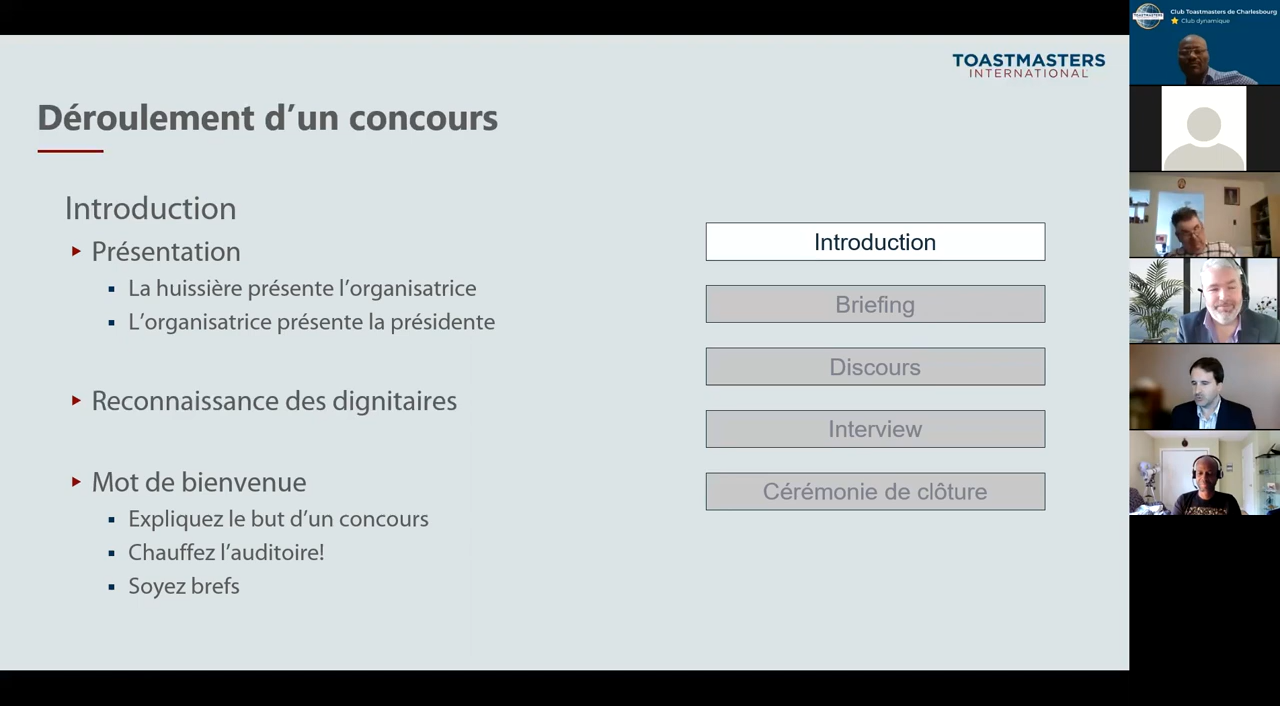 TOASTMASTERS
INTERNATIONAL
Déroulement d’un concours
Introduction
Présentation
La huissière présente l’organisatrice
L’organisatrice présente la présidente
Reconnaissance des dignitaires
Mot de bienvenue
Expliquez le but d’un concours
Chauffez l’auditoire!
Soyez brefs
Introduction
Briefing
Discours
Interview
Cérémonie de clôture
Club Toastmasters de Charlesbourg
Club dynamique
TOASTMASTERS